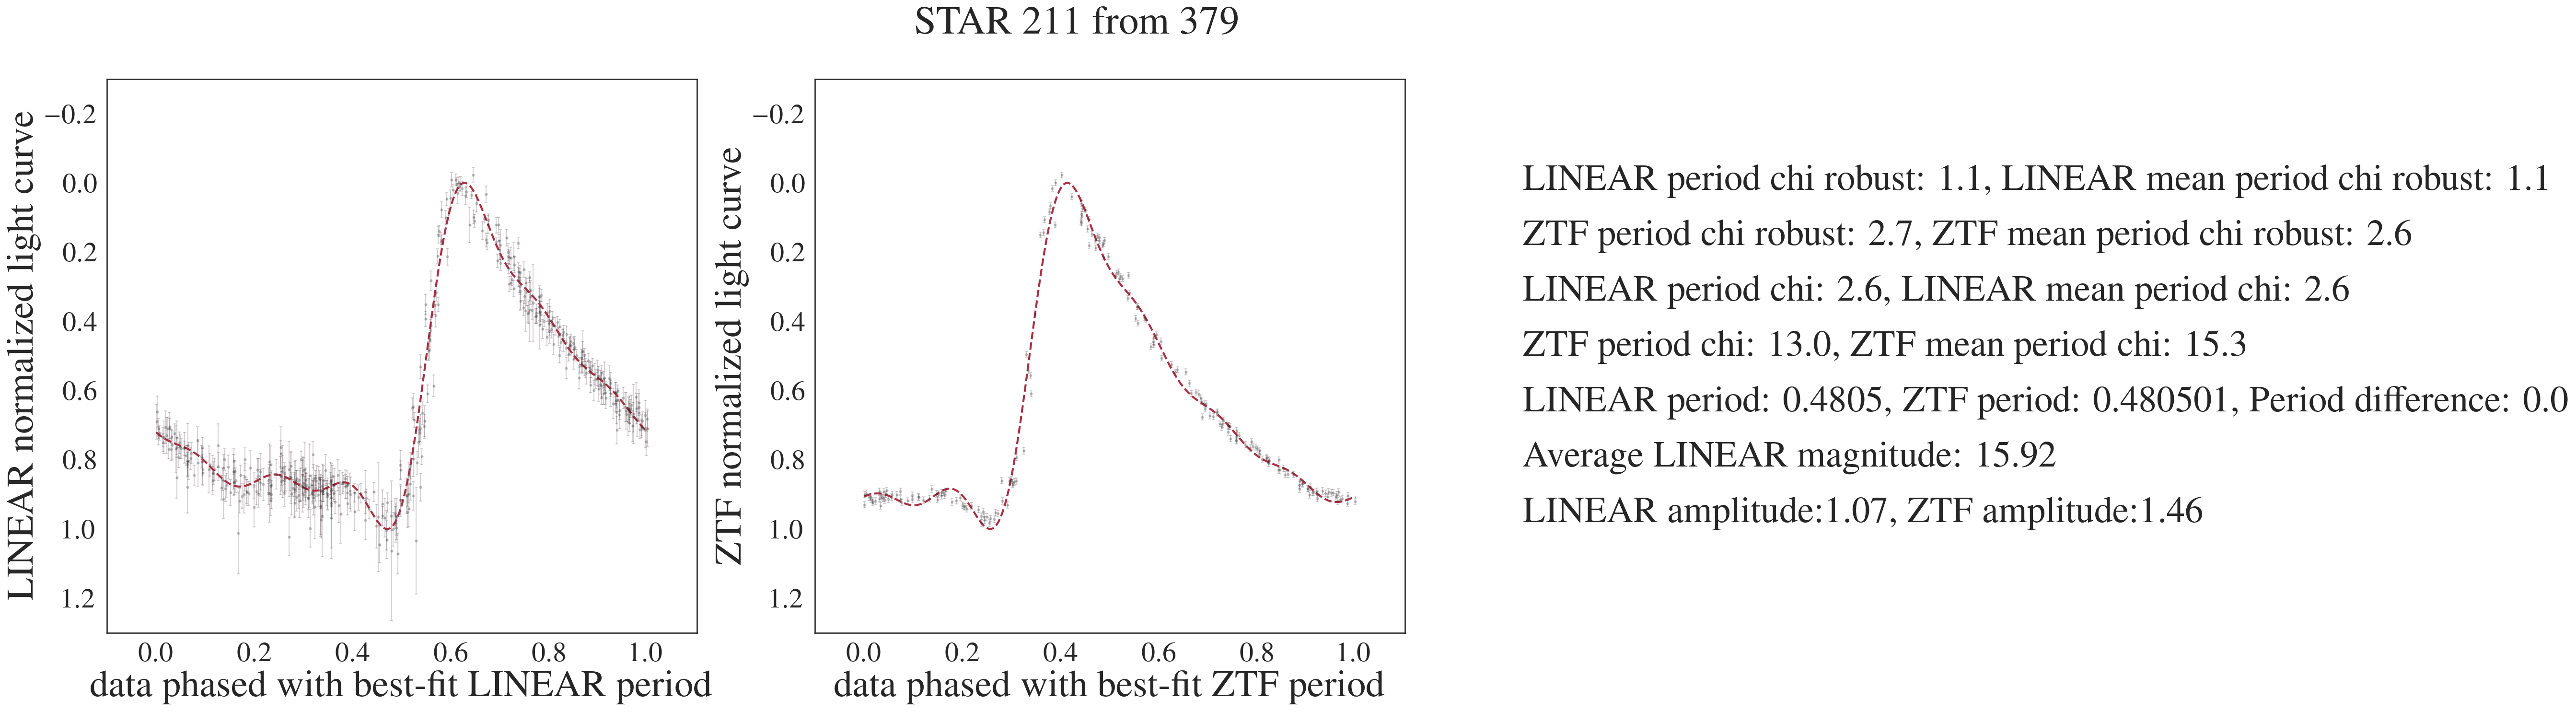 STAR 211 from 379
LINEAR normalized light curve
−0.2
0.0
0.2
0.4
0.6
0.8
1.0
1.2
0.0 0.2 0.4 0.6 0.8 1.0
data phased with best-fit LINEAR period
ZTF normalized light curve
−0.2
0.0
0.2
0.4
0.6
0.8
1.0
1.2
0.0 0.2 0.4 0.6 0.8 1.0
data phased with best-fit ZTF period
LINEAR period chi robust: 1.1, LINEAR mean period chi robust: 1.1
ZTF period chi robust: 2.7, ZTF mean period chi robust: 2.6
LINEAR period chi: 2.6, LINEAR mean period chi: 2.6
ZTF period chi: 13.0, ZTF mean period chi: 15.3
LINEAR period: 0.4805, ZTF period: 0.480501, Period difference: 0.0
Average LINEAR magnitude: 15.92
LINEAR amplitude:1.07, ZTF amplitude:1.46